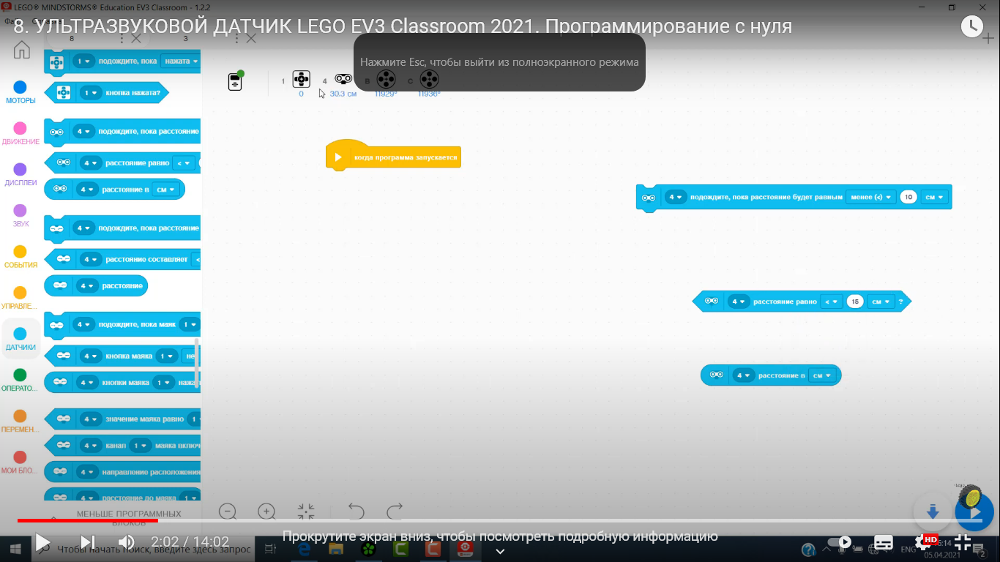 LEGO® MINDSTORMS® Education EV3 Classroom - 1.2.2
8. УЛЬТРАЗВУКОВОЙ ДАТЧИК LEGO EV3 Classroom 2021. Программирование с нуля
8
3
Нажмите Esc, чтобы выйти из полноэкранного режима
1
4
B
C
0
30.3 см
11929°
11936°
МОТОРЫ
ДВИЖЕНИЕ
ДИСПЛЕЙ
ЗВУК
СОБЫТИЯ
УПРАВЛЕ...
ДАТЧИКИ
ОПЕРАТО...
ПЕРЕМЕН...
МОИ БЛО...
1 подождите, пока нажата
1 кнопка нажата?
4 подождите, пока расстояние
4 расстояние равно <
4 расстояние в см
4 подождите, пока расстояние
4 расстояние составляет <
4 расстояние
4 подождите, пока маяк 1
4 кнопка маяка 1 не
4 кнопки маяка 1 нажат
4 значение маяка равно 1
4 канал 1 маяка включ
4 направление расположения
4 расстояние до маяка 1
МЕНЬШЕ ПРОГРАММНЫХ
БЛОКОВ
когда программа запускается
4 подождите, пока расстояние будет равным менее (<) 10 см
4 расстояние равно < 15 см ?
4 расстояние в см
2:02 / 14:02
Прокрутите экран вниз, чтобы посмотреть подробную информацию
Чтобы начать поиск, введите здесь запрос
HD
ENG
05.04.2021
2